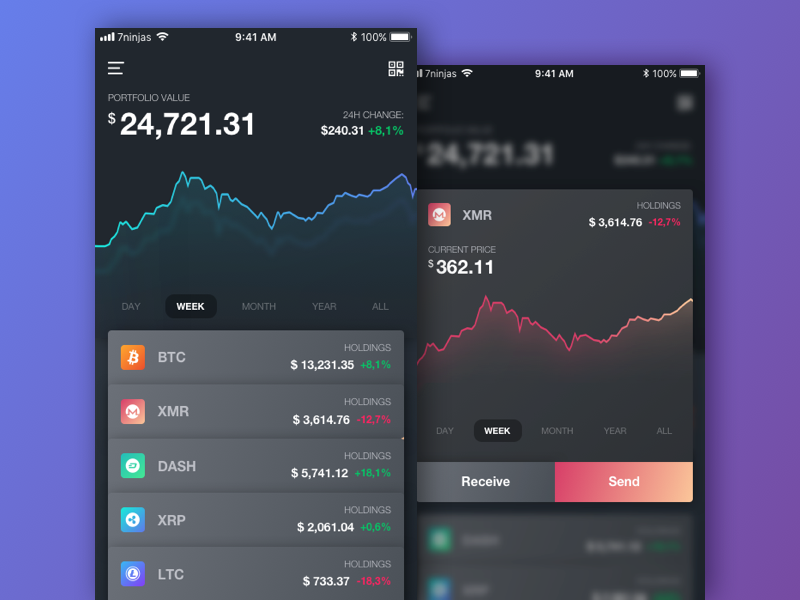 7ninjas 9:41 AM 100%
PORTFOLIO VALUE
$ 24,721.31
24H CHANGE:
$240.31 +8,1%
DAY WEEK MONTH YEAR ALL
HOLDINGS
BTC
$ 13,231.35 +8,1%
HOLDINGS
XMR
$ 3,614.76 -12,7%
HOLDINGS
DASH
$ 5,741.12 +18,1%
HOLDINGS
XRP
$ 2,061.04 +0,6%
HOLDINGS
LTC
$ 733.37 -18,3%
7ninjas 9:41 AM 100%
24,721.31
HOLDINGS
XMR
$ 3,614.76 -12,7%
CURRENT PRICE
$ 362.11
DAY WEEK MONTH YEAR ALL
Receive Send